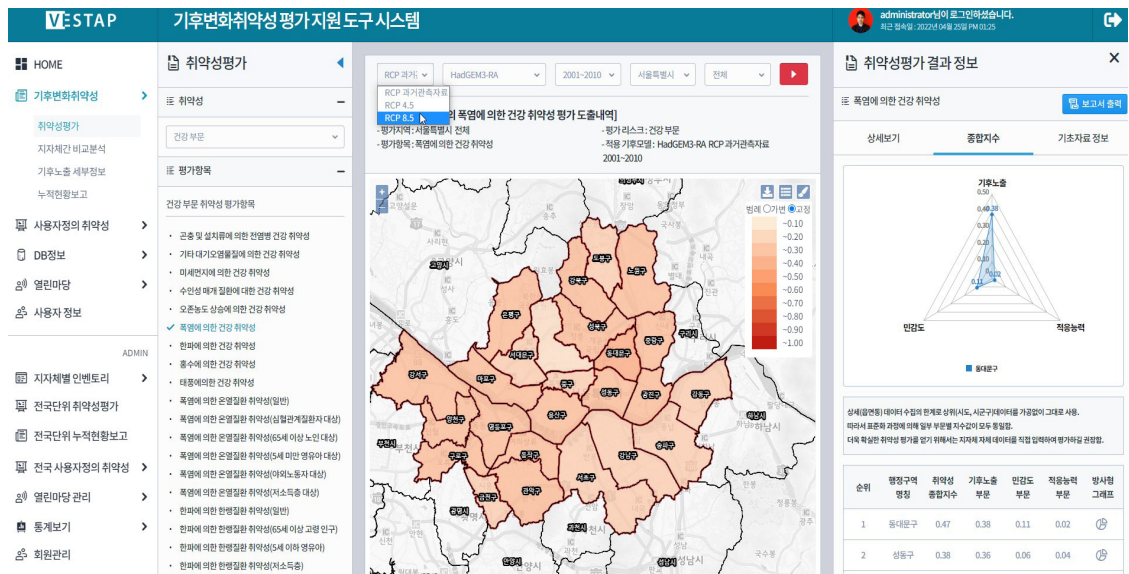 VESTAP
기후변화취약성 평가 지원 도구 시스템
administrator님이 로그인하셨습니다.
최근 접속일 : 2022년 04월 25일 PM 01:25
HOME
기후변화취약성
취약성평가
지자체간 비교분석
기후노출 세부정보
누적현황보고
사용자정의 취약성
DB정보
열린마당
사용자 정보
ADMIN
지자체별 인벤토리
전국단위 취약성평가
전국단위 누적현황보고
전국 사용자정의 취약성
열린마당 관리
통계보기
회원관리
취약성평가
취약성
건강 부문
평가항목
건강 부문 취약성 평가항목
곤충 및 설치류에 의한 전염병 건강 취약성
기타 대기오염물질에 의한 건강 취약성
미세먼지에 의한 건강 취약성
수인성 매개 질환에 대한 건강 취약성
오존농도 상승에 의한 건강 취약성
폭염에 의한 건강 취약성
한파에 의한 건강 취약성
홍수에 의한 건강 취약성
태풍에의한 건강 취약성
폭염에 의한 온열질환 취약성(일반)
폭염에 의한 온열질환 취약성(심혈관계질환자 대상)
폭염에 의한 온열질환 취약성(65세 이상 노인 대상)
폭염에 의한 온열질환 취약성(5세 미만 영유아 대상)
폭염에 의한 온열질환 취약성(야외노동자 대상)
폭염에 의한 온열질환 취약성(저소득층 대상)
한파에 의한 한랭질환 취약성(일반)
한파에 의한 한랭질환 취약성(65세 이상 고령 인구)
한파에 의한 한랭질환 취약성(5세 이하 영유아)
한파에 의한 한랭질환 취약성(저소득층)
RCP 과거
HadGEM3-RA
2001~2010
서울특별시
전체
RCP 과거관측자료
RCP 4.5
RCP 8.5
의 폭염에 의한 건강 취약성 평가 도출내역]
- 평가지역 : 서울특별시 전체
- 평가 리스크 : 건강 부문
- 평가항목 : 폭염에 의한 건강 취약성
- 적용 기후모델 : HadGEM3-RA RCP 과거관측자료
2001~2010
범례 가변 고정
~0.10
~0.20
~0.30
~0.40
~0.50
~0.60
~0.70
~0.80
~0.90
~1.00
도봉구
노원구
강북구
은평구
성북구
중랑구
구리시
고양시
서대문구
동대문구
강서구
마포구
중구
성동구
광진구
강동구
양천구
용산구
하남시
영등포구
부천시
구로구
동작구
강남구
송파구
금천구
관악구
서초구
광명시
과천시
안양시
성남시
취약성평가 결과 정보
폭염에 의한 건강 취약성
보고서 출력
상세보기
종합지수
기초자료 정보
기후노출
0.50
0.40
0.38
0.30
0.20
0.10
0
0.02
0.11
민감도
적응능력
동대문구
상세(읍면동) 데이터 수집의 한계로 상위(시도, 시군구)데이터를 가공없이 그대로 사용.
따라서 표준화 과정에 의해 일부 부문별 지수값이 모두 동일함.
더욱 확실한 취약성 평가를 얻기 위해서는 지자체 자체 데이터를 직접 입력하여 평가하길 권장함.
순위 행정구역 명칭 취약성 종합지수 기후노출 부문 민감도 부문 적응능력 부문 방사형 그래프
1 동대문구 0.47 0.38 0.11 0.02
2 성동구 0.38 0.36 0.06 0.04